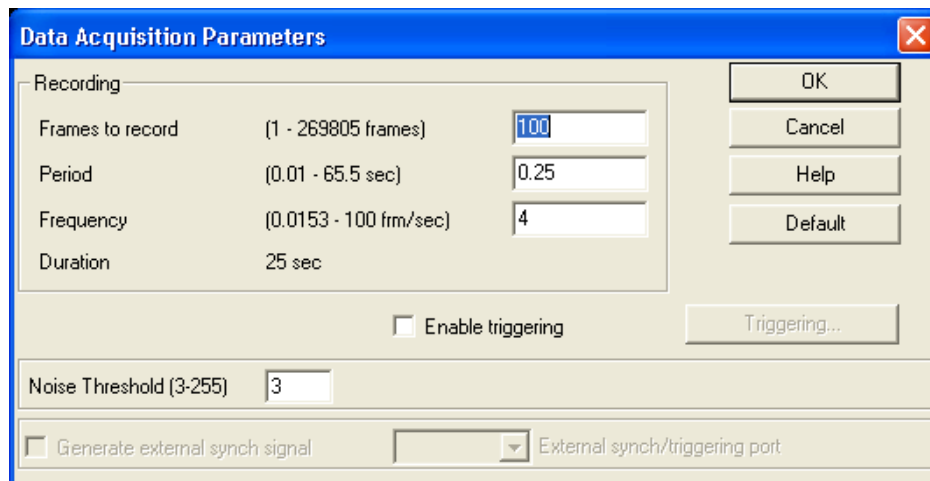 Data Acquisition Parameters
Recording
OK
Frames to record (1 - 269805 frames) 100
Cancel
Period (0.01 - 65.5 sec) 0.25
Help
Frequency (0.0153 - 100 frm/sec) 4
Default
Duration 25 sec
Enable triggering Triggering...
Noise Threshold (3-255) 3
Generate external synch signal External synch/triggering port